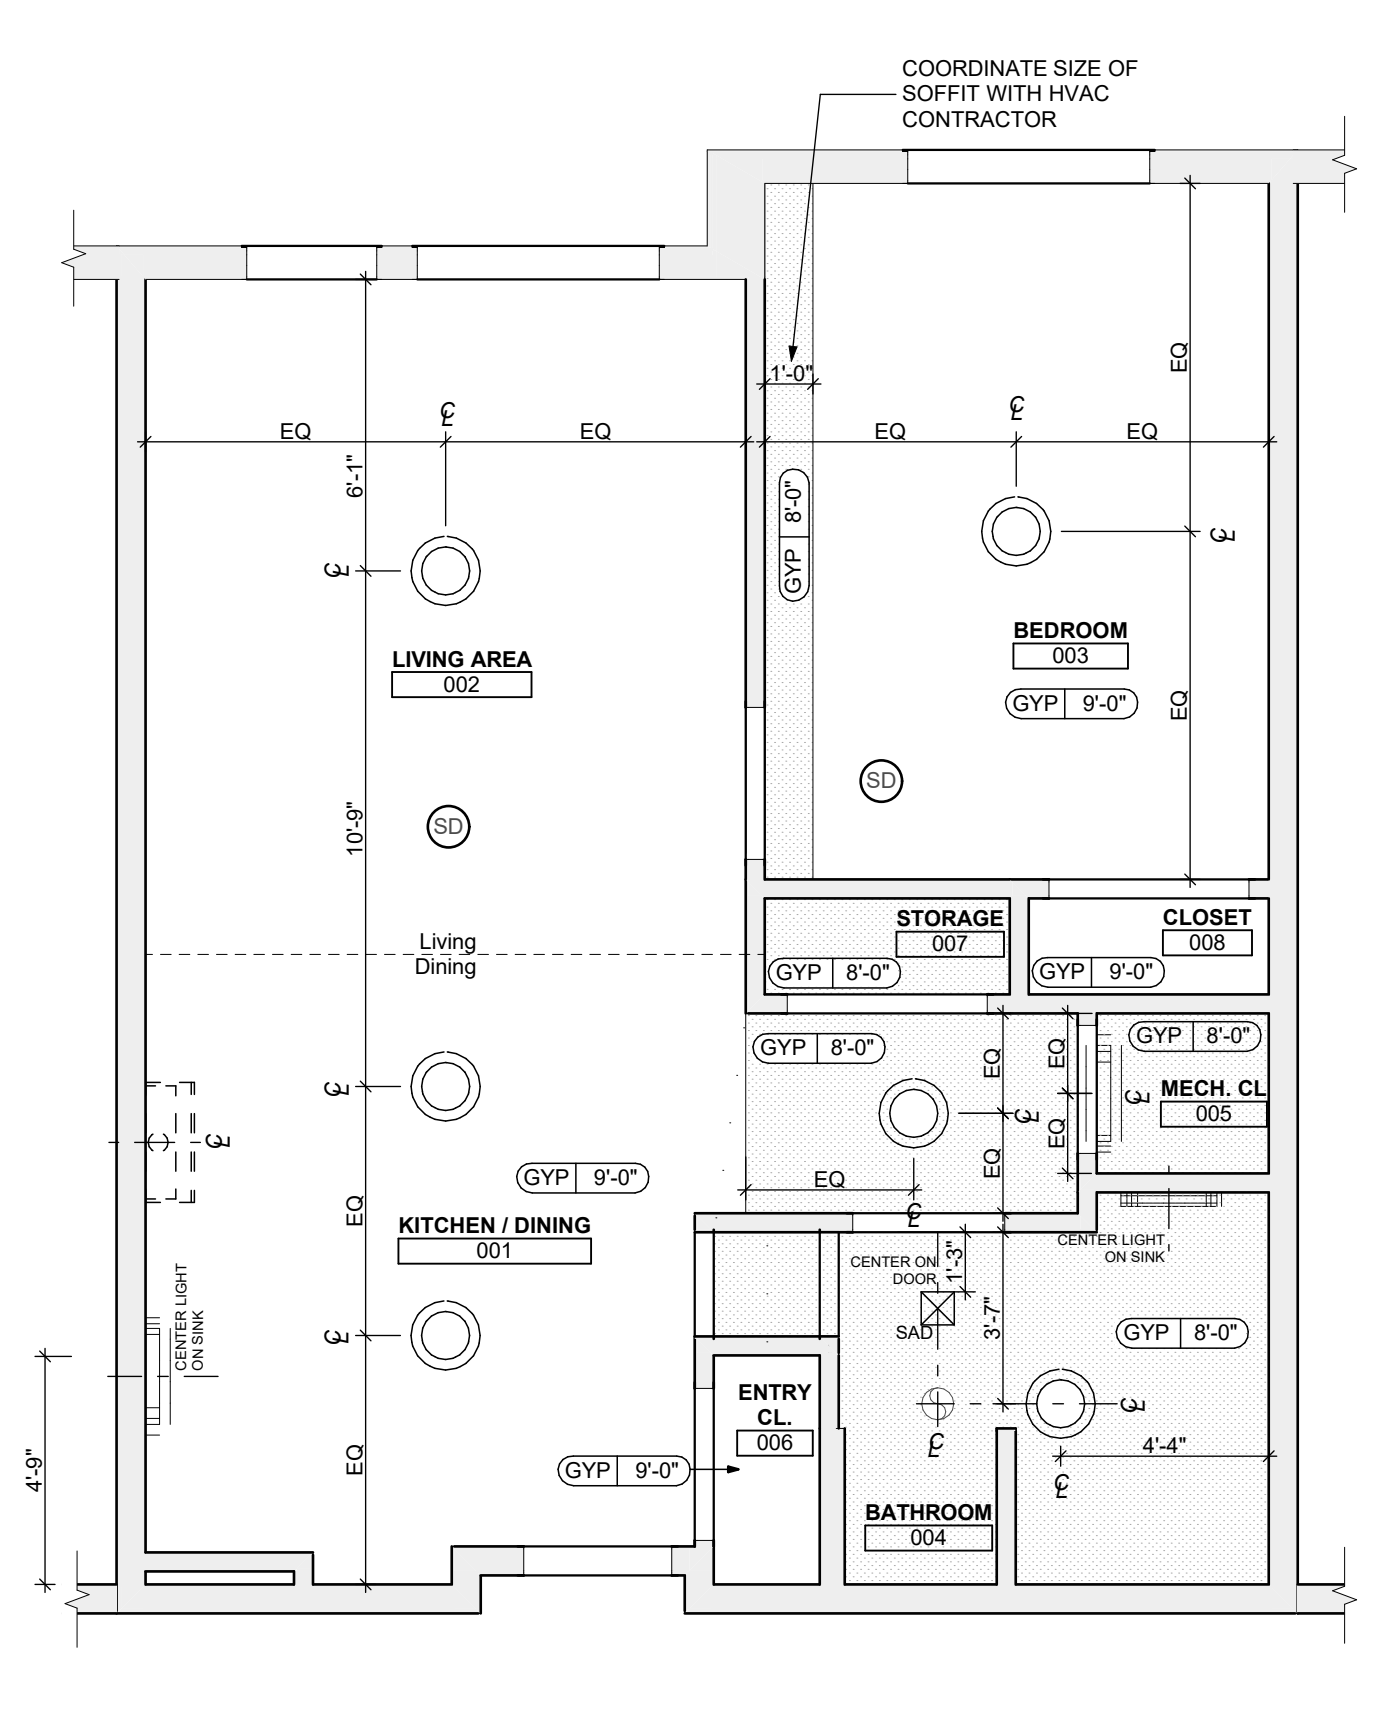 COORDINATE SIZE OF
SOFFIT WITH HVAC
CONTRACTOR
1'-0"
EQ
EQ
℄
EQ
EQ
℄
EQ
6'-1"
GYP 8'-0"
℄
℄
BEDROOM
003
GYP 9'-0"
EQ
LIVING AREA
002
SD
SD
10'-9"
STORAGE
007
GYP 8'-0"
CLOSET
008
GYP 9'-0"
Living
Dining
GYP 8'-0"
EQ
EQ
GYP 8'-0"
MECH. CL
005
℄
℄
℄
EQ
EQ
℄
GYP 9'-0"
EQ
EQ
℄
KITCHEN / DINING
001
CENTER LIGHT
ON SINK
CENTER ON
DOOR
1'-3"
3'-7"
SAD
GYP 8'-0"
CENTER LIGHT
ON SINK
℄
ENTRY
CL.
006
℄
℄
4'-4"
℄
4'-9"
EQ
GYP 9'-0"
BATHROOM
004